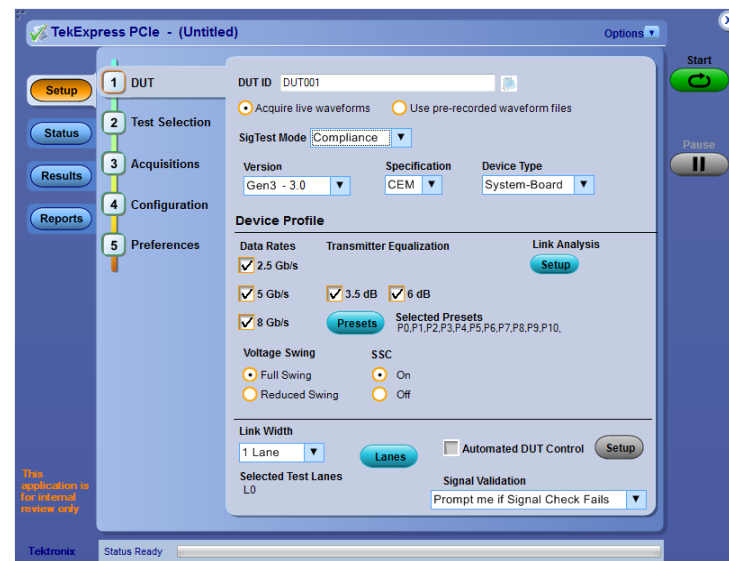 TekExpress PCIe - (Untitled)
Options
Start
Pause
Setup
Status
Results
Reports
1 DUT
2 Test Selection
3 Acquisitions
4 Configuration
5 Preferences
DUT ID DUT001
Acquire live waveforms Use pre-recorded waveform files
SigTest Mode Compliance
Version Specification Device Type
Gen3 - 3.0 CEM System-Board
Device Profile
Data Rates Transmitter Equalization Link Analysis
2.5 Gb/s Setup
5 Gb/s 3.5 dB 6 dB
8 Gb/s Presets Selected Presets
P0,P1,P2,P3,P4,P5,P6,P7,P8,P9,P10,
Voltage Swing SSC
Full Swing On
Reduced Swing Off
Link Width
1 Lane Lanes Automated DUT Control Setup
Selected Test Lanes Signal Validation
L0 Prompt me if Signal Check Fails
This
application is
for internal
review only
Tektronix Status Ready